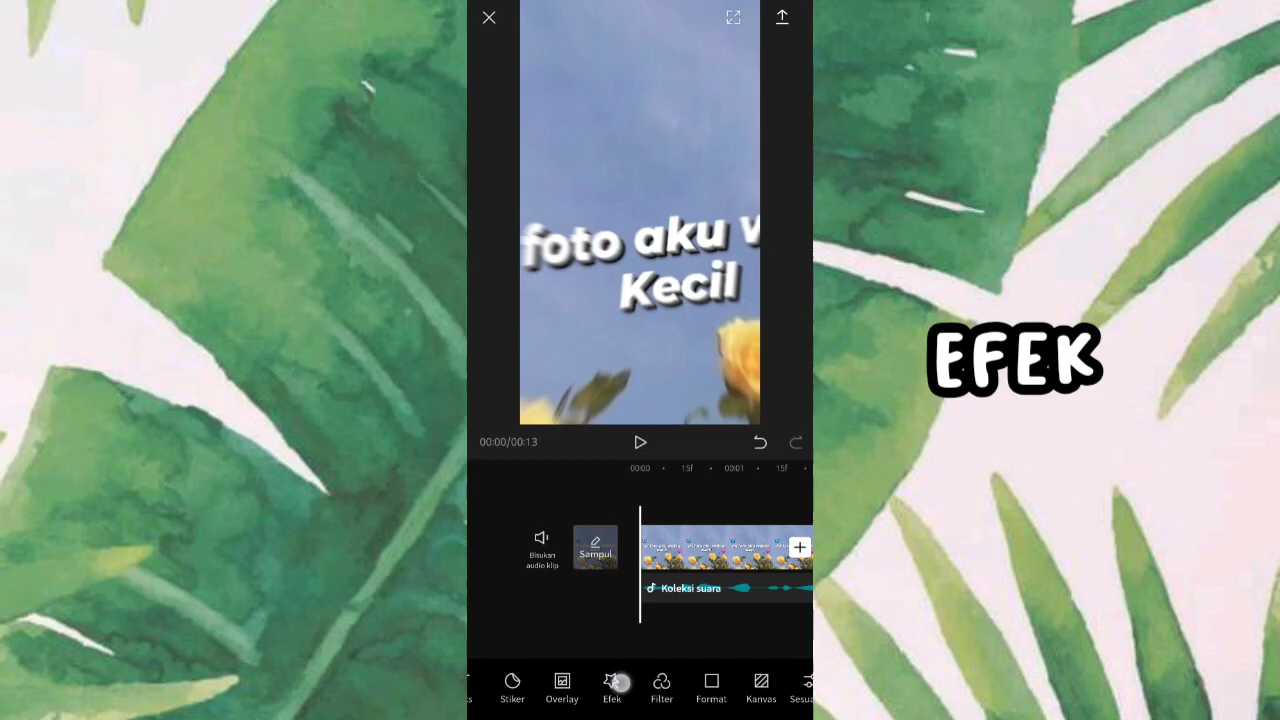 foto aku w
Kecil
EFEK
00:00/00:13
00:00
15f
00:01
15f
Bisukan
audio klip
Sampul
Koleksi suara
Stiker
Overlay
Efek
Filter
Format
Kanvas
Sesua